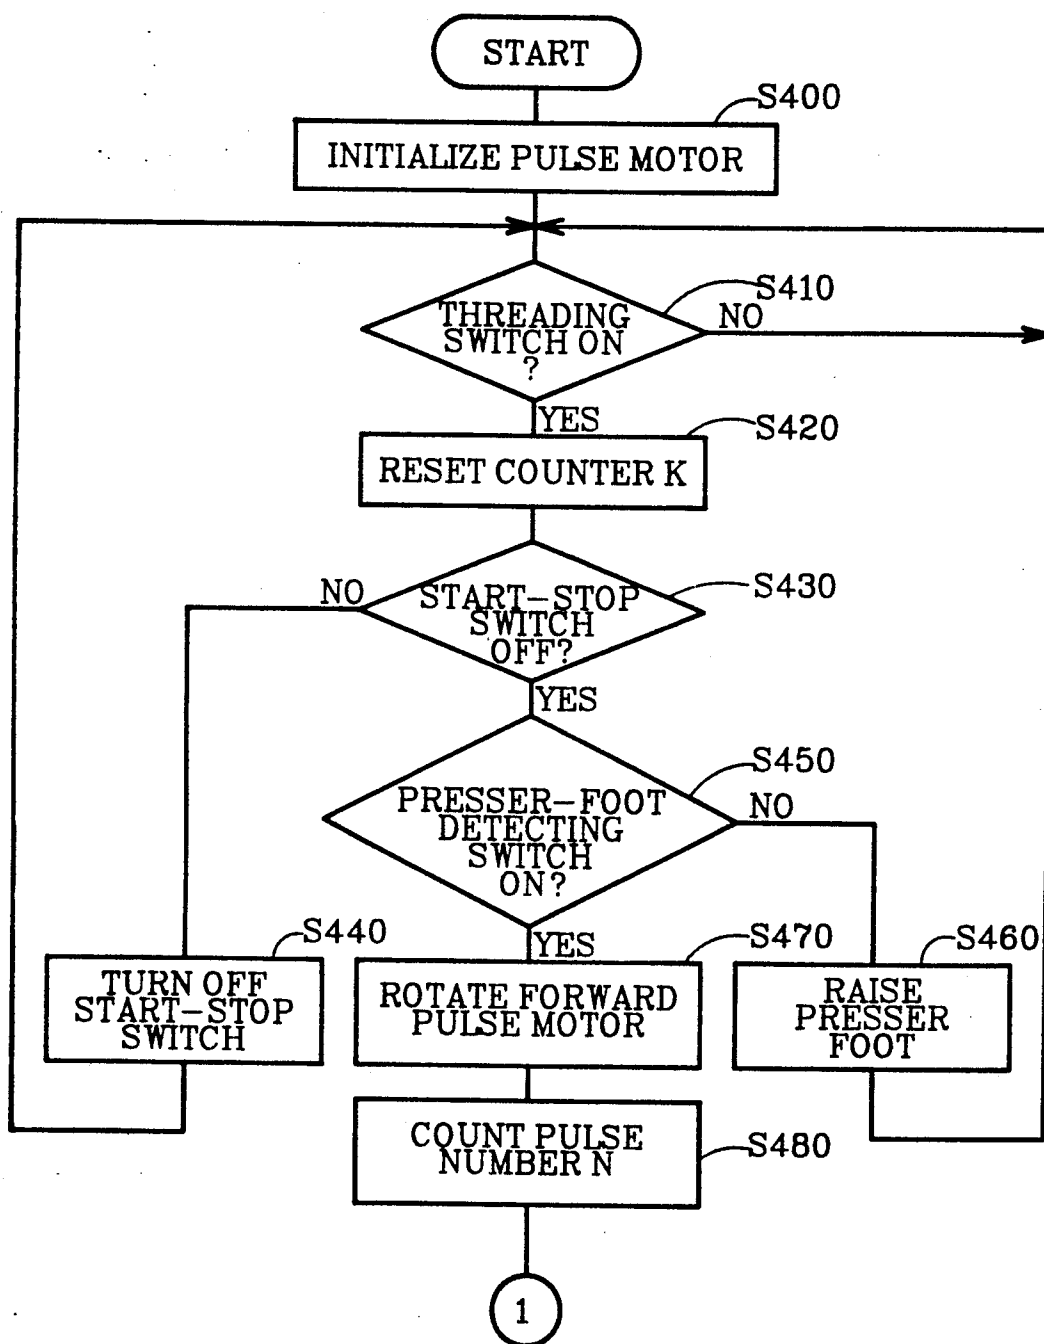 START
S400
INITIALIZE PULSE MOTOR
S410
THREADING
SWITCH ON
?
NO
YES
S420
RESET COUNTER K
S430
NO
START-STOP
SWITCH
OFF?
YES
S450
PRESSER-FOOT
DETECTING
SWITCH
ON?
NO
YES
S440
TURN OFF
START-STOP
SWITCH
S470
ROTATE FORWARD
PULSE MOTOR
S460
RAISE
PRESSER
FOOT
COUNT PULSE
NUMBER N
S480
1